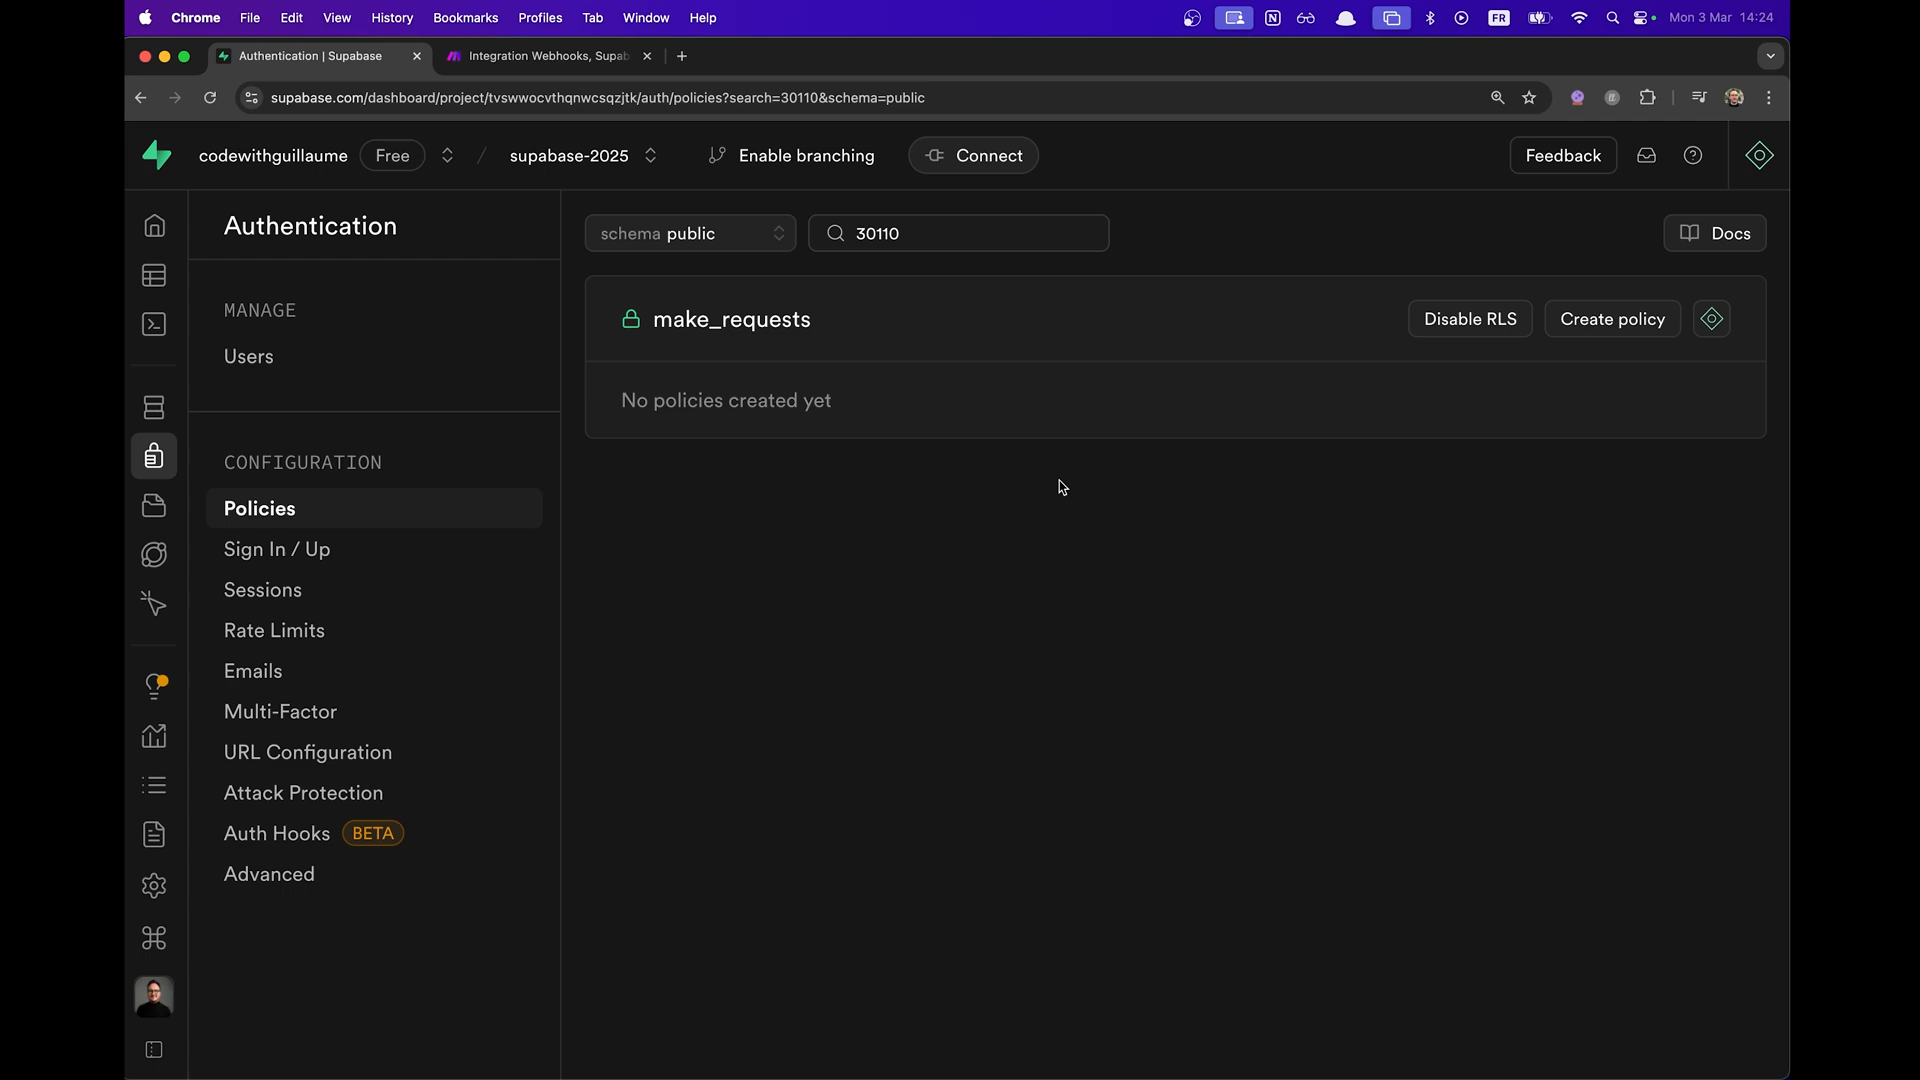 Chrome File Edit View History Bookmarks Profiles Tab Window Help FR Mon 3 Mar 14:24
Authentication | Supabase Integration Webhooks, Supab
supabase.com/dashboard/project/tvswwocvthqnwcsqzjtk/auth/policies?search=30110&schema=public
codewithguillaume Free / supabase-2025 Enable branching Connect Feedback
Authentication
schema public 30110 Docs
MANAGE
Users
make_requests Disable RLS Create policy
No policies created yet
CONFIGURATION
Policies
Sign In / Up
Sessions
Rate Limits
Emails
Multi-Factor
URL Configuration
Attack Protection
Auth Hooks BETA
Advanced